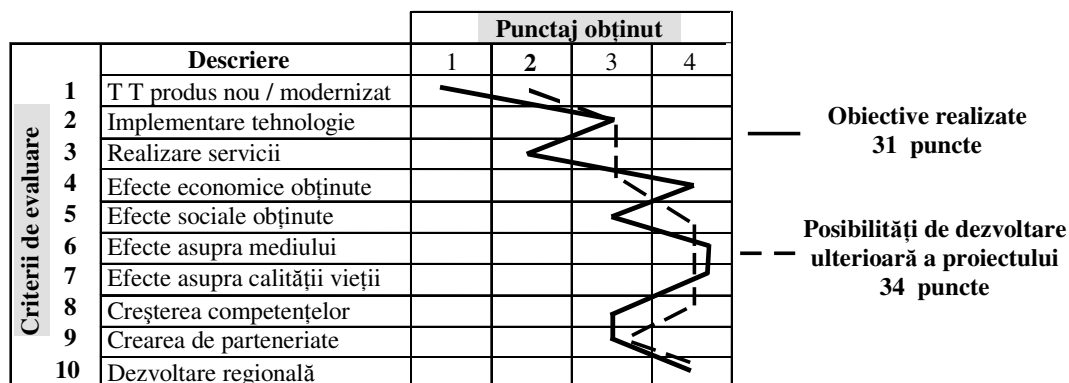 Punctaj obținut
Descriere 1 2 3 4
1 T T produs nou / modernizat
2 Implementare tehnologie
3 Realizare servicii
4 Efecte economice obținute
5 Efecte sociale obținute
6 Efecte asupra mediului
7 Efecte asupra calității vieții
8 Creșterea competențelor
9 Crearea de parteneriate
10 Dezvoltare regională
Criterii de evaluare
Obiective realizate
31 puncte
Posibilități de dezvoltare
ulterioară a proiectului
34 puncte